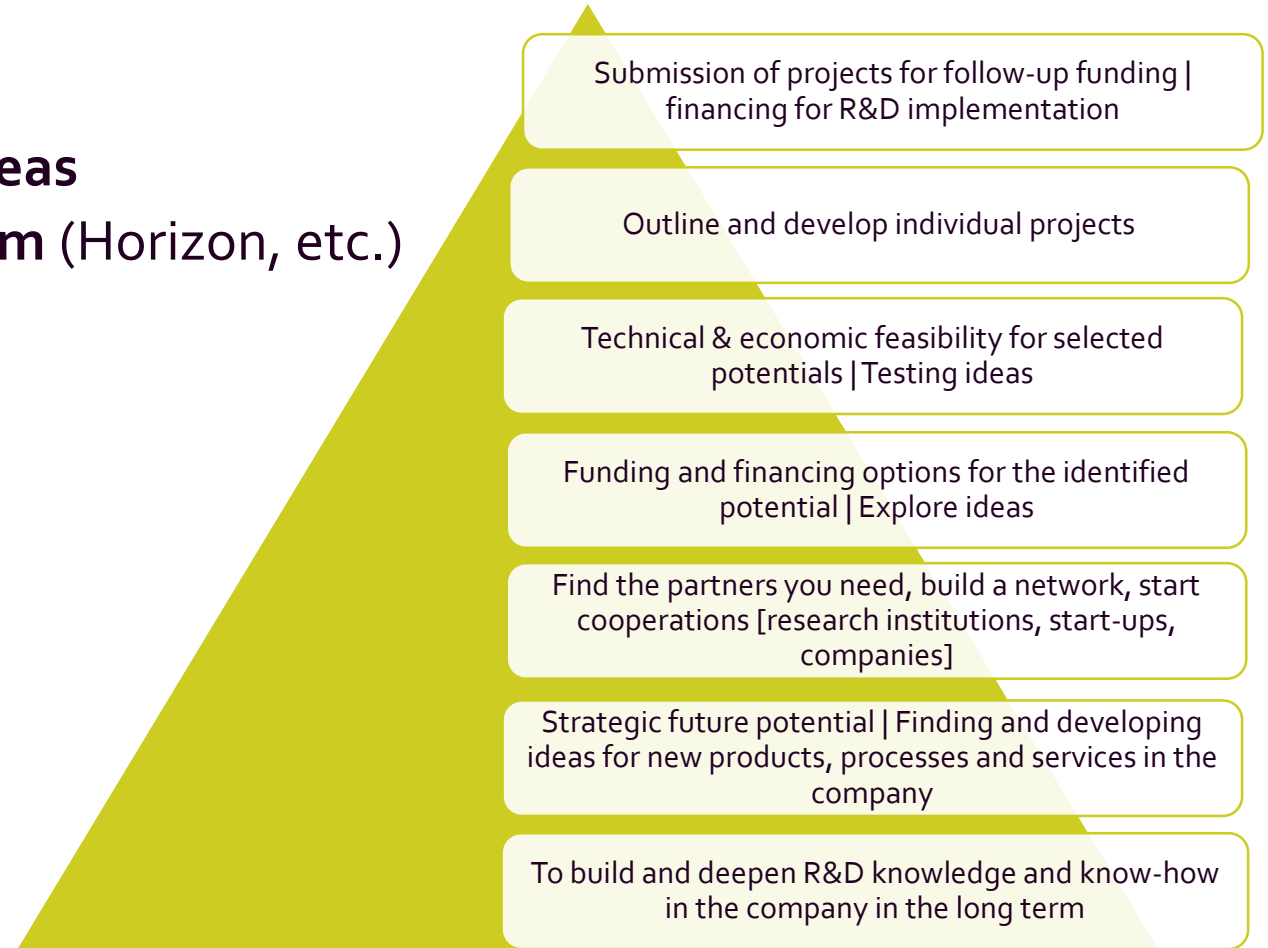 eas
m (Horizon, etc.)
Submission of projects for follow-up funding |
financing for R&D implementation
Outline and develop individual projects
Technical & economic feasibility for selected
potentials | Testing ideas
Funding and financing options for the identified
potential | Explore ideas
Find the partners you need, build a network, start
cooperations [research institutions, start-ups,
companies]
Strategic future potential | Finding and developing
ideas for new products, processes and services in the
company
To build and deepen R&D knowledge and know-how
in the company in the long term